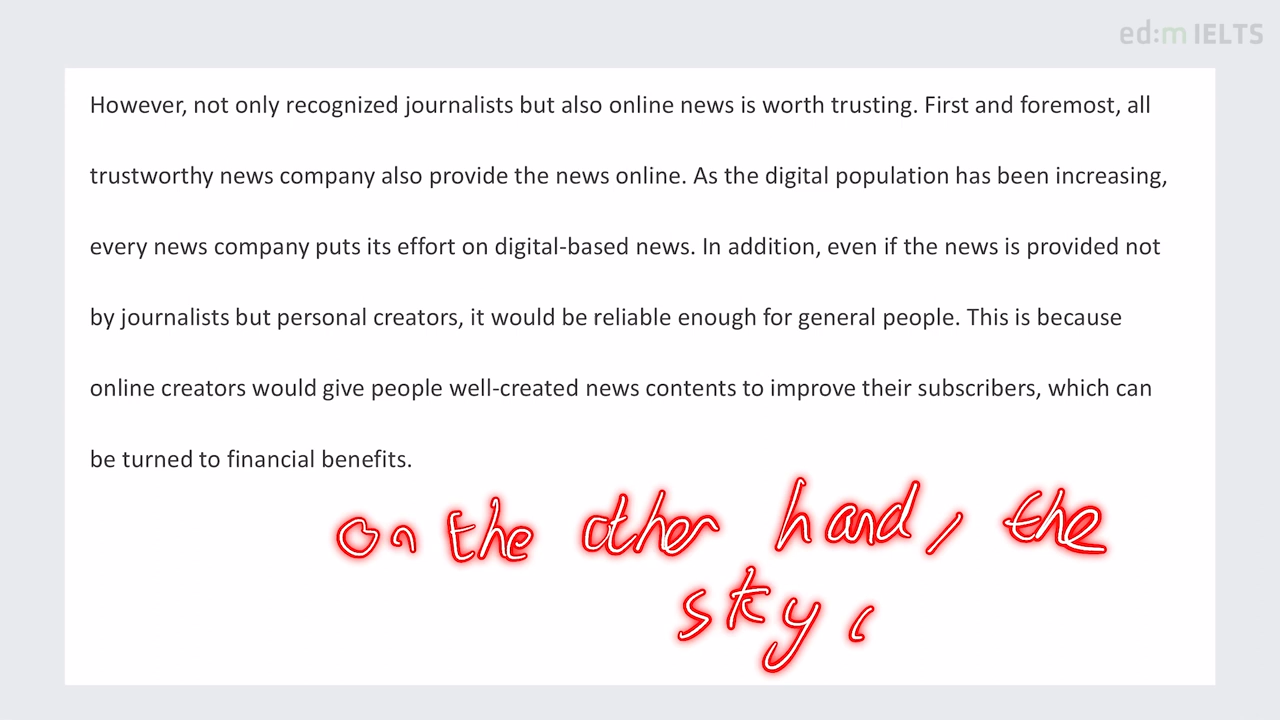 ed:m IELTS
However, not only recognized journalists but also online news is worth trusting. First and foremost, all
trustworthy news company also provide the news online. As the digital population has been increasing,
every news company puts its effort on digital-based news. In addition, even if the news is provided not
by journalists but personal creators, it would be reliable enough for general people. This is because
online creators would give people well-created news contents to improve their subscribers, which can
be turned to financial benefits.
On the other hand, the
sky